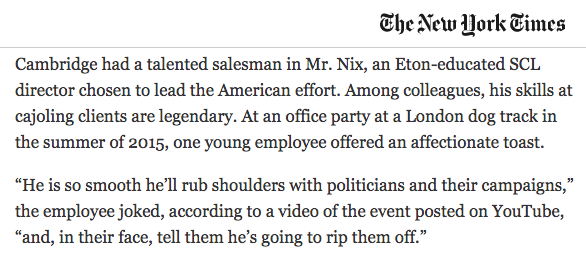 The New York Times
Cambridge had a talented salesman in Mr. Nix, an Eton-educated SCL
director chosen to lead the American effort. Among colleagues, his skills at
cajoling clients are legendary. At an office party at a London dog track in
the summer of 2015, one young employee offered an affectionate toast.
“He is so smooth he’ll rub shoulders with politicians and their campaigns,”
the employee joked, according to a video of the event posted on YouTube,
“and, in their face, tell them he’s going to rip them off.”